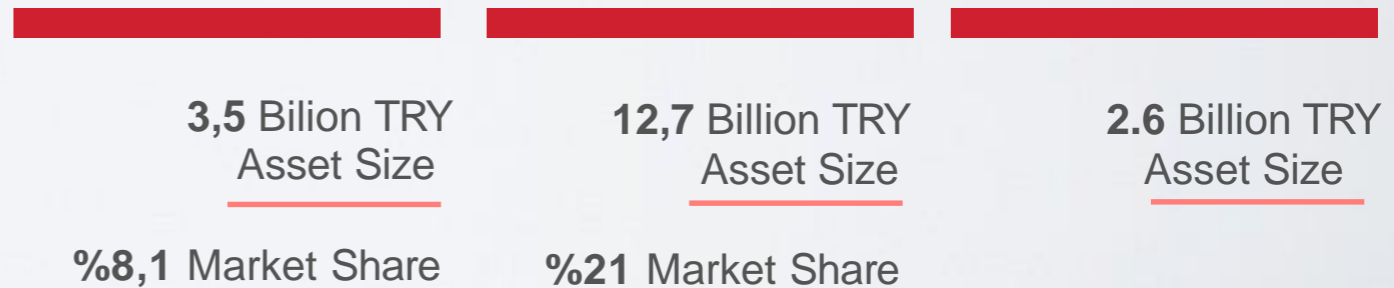 3,5 Bilion TRY
Asset Size
%8,1 Market Share
12,7 Billion TRY
Asset Size
%21 Market Share
2.6 Billion TRY
Asset Size